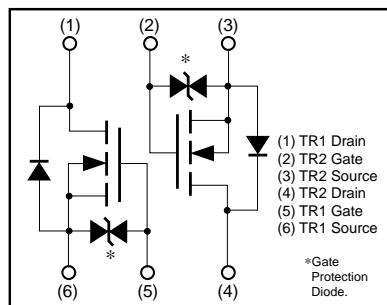 (1) (2) (3)
*
(1) TR1 Drain
(2) TR2 Gate
(3) TR2 Source
(4) TR2 Drain
(5) TR1 Gate
(6) TR1 Source
*
(6) (5) (4)
*Gate
Protection
Diode.